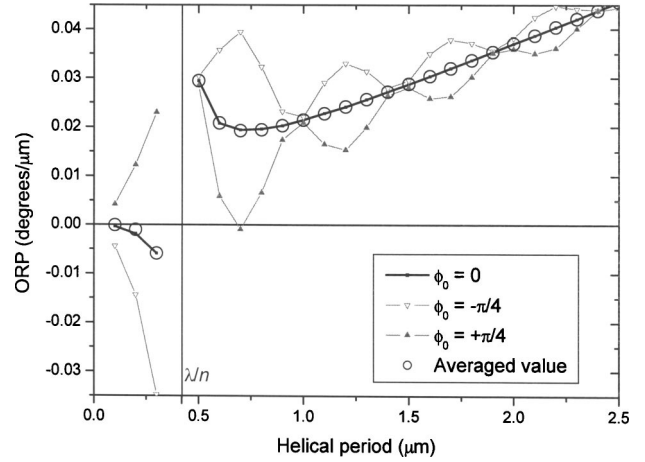 0.04
0.03
0.02
0.01
0.00
-0.01
-0.02
-0.03
ORP (degrees/μm)
λ/n
ϕ₀ = 0
ϕ₀ = -π/4
ϕ₀ = +π/4
Averaged value
0.0 0.5 1.0 1.5 2.0 2.5
Helical period (μm)